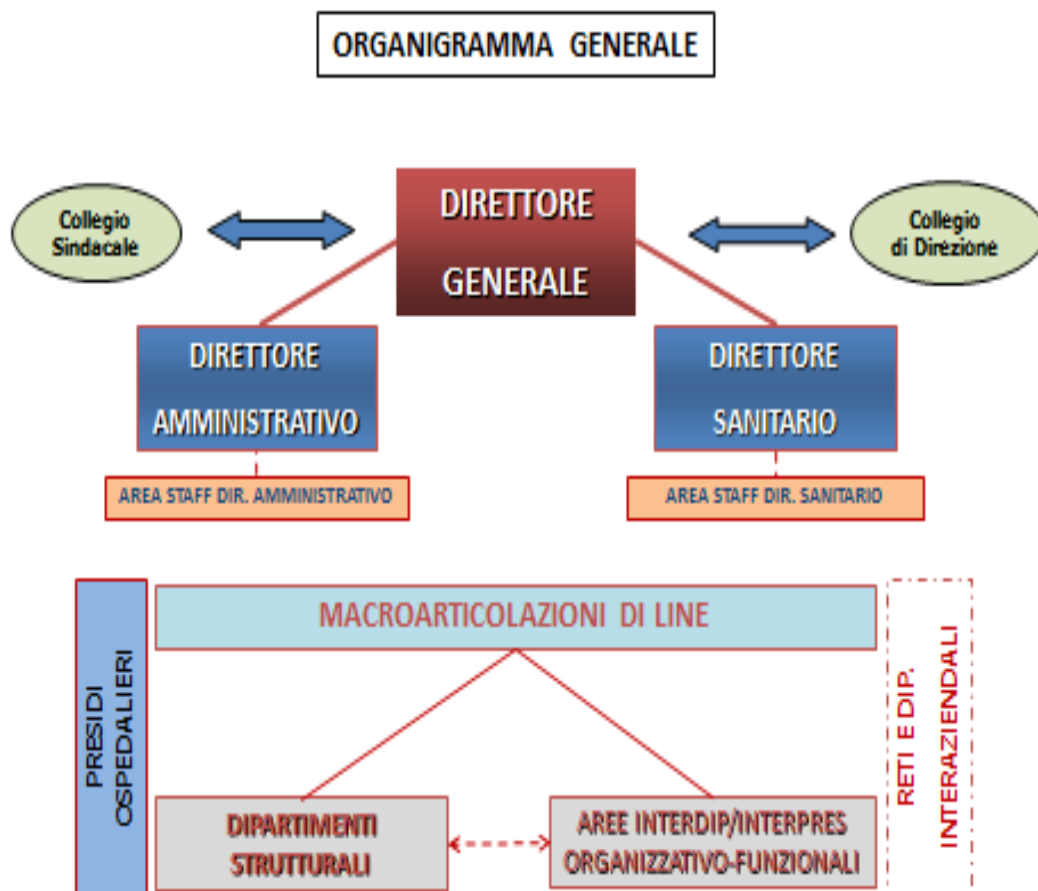 ORGANIGRAMMA GENERALE
DIRETTORE
GENERALE
Collegio
Sindacale
Collegio
di Direzione
DIRETTORE
AMMINISTRATIVO
DIRETTORE
SANITARIO
AREA STAFF DIR. AMMINISTRATIVO
AREA STAFF DIR. SANITARIO
PRESIDI
OSPEDALIERI
MACROARTICOLAZIONI DI LINE
RETI E DIP.
INTERAZIENDALI
DIPARTIMENTI
STRUTTURALI
AREE INTERDIP/INTERPRES
ORGANIZZATIVO-FUNZIONALI